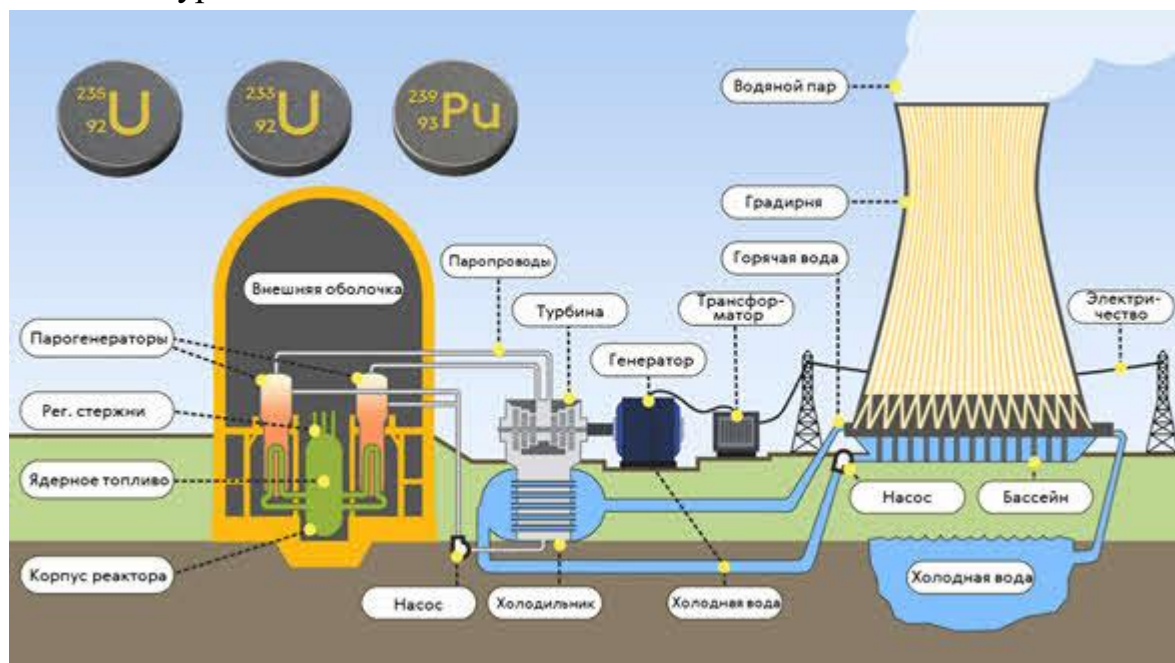 235
92 U
233
92 U
239
93 Pu
Водяной пар
Градирня
Паропроводы
Горячая вода
Внешняя оболочка
Турбина
Трансфор-
матор
Электри-
чество
Парогенераторы
Генератор
Рег. стержни
Ядерное топливо
Насос
Бассейн
Корпус реактора
Насос
Холодильник
Холодная вода
Холодная вода